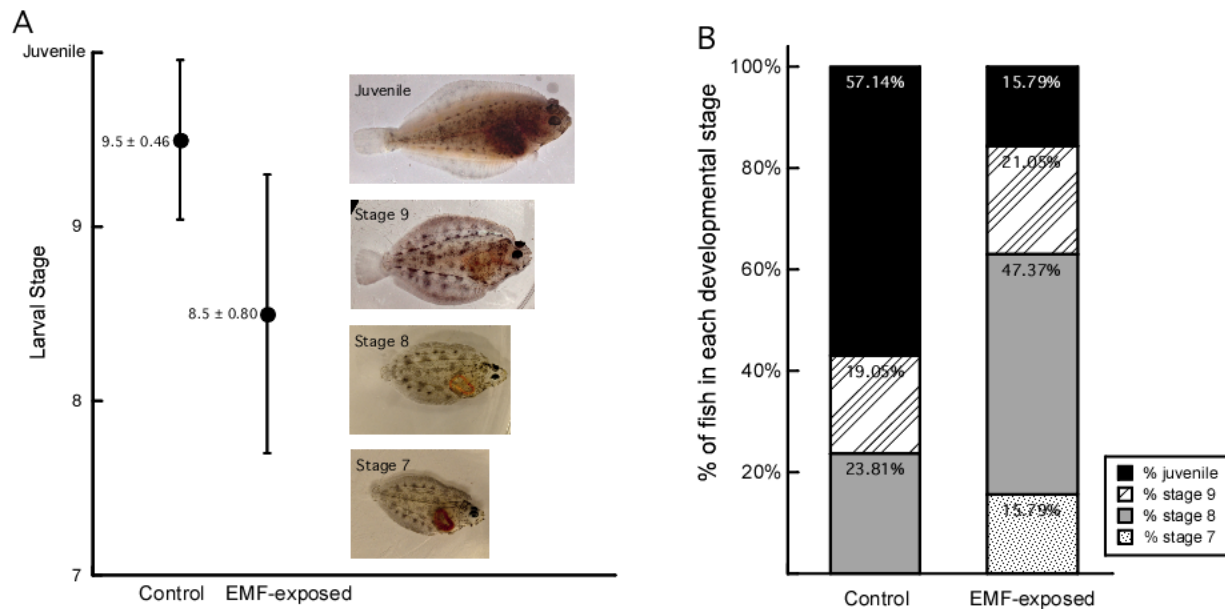 A
Juvenile
9.5 ± 0.46
9
8.5 ± 0.80
8
7
Larval Stage
Control
EMF-exposed
Juvenile
Stage 9
Stage 8
Stage 7
B
% of fish in each developmental stage
100%
80%
60%
40%
20%
57.14%
19.05%
23.81%
15.79%
21.05%
47.37%
15.79%
Control
EMF-exposed
% juvenile
% stage 9
% stage 8
% stage 7